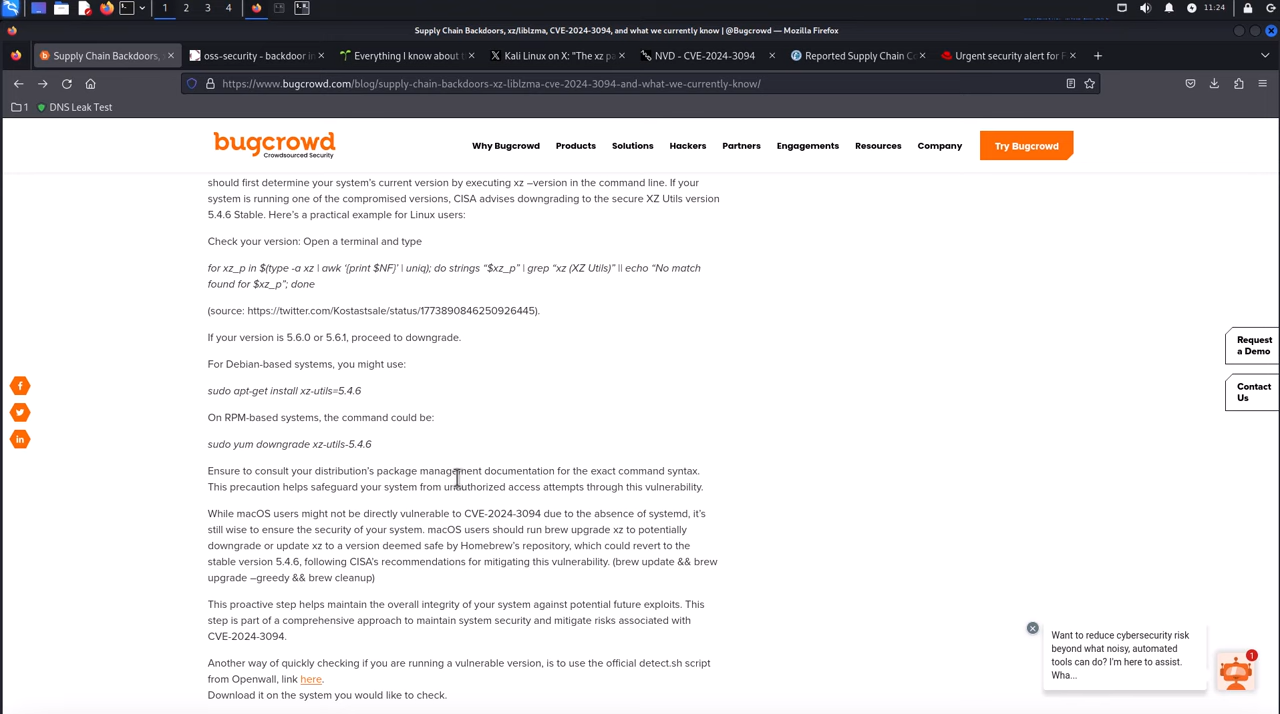 1 2 3 4 11:24
Supply Chain Backdoors, xz/liblzma, CVE-2024-3094, and what we currently know | @Bugcrowd — Mozilla Firefox
Supply Chain Backdoors, oss-security - backdoor in Everything I know about t Kali Linux on X: "The xz pa NVD - CVE-2024-3094 Reported Supply Chain C Urgent security alert for F
https://www.bugcrowd.com/blog/supply-chain-backdoors-xz-liblzma-cve-2024-3094-and-what-we-currently-know/
1 DNS Leak Test
bugcrowd
Crowdsourced Security
Why Bugcrowd Products Solutions Hackers Partners Engagements Resources Company Try Bugcrowd
should first determine your system's current version by executing xz –version in the command line. If your
system is running one of the compromised versions, CISA advises downgrading to the secure XZ Utils version
5.4.6 Stable. Here's a practical example for Linux users:
Check your version: Open a terminal and type
for xz_p in $(type -a xz | awk '{print $NF}' | uniq); do strings "$xz_p" | grep "xz (XZ Utils)" || echo "No match
found for $xz_p"; done
(source: https://twitter.com/Kostastsale/status/1773890846250926445).
If your version is 5.6.0 or 5.6.1, proceed to downgrade.
For Debian-based systems, you might use:
sudo apt-get install xz-utils=5.4.6
On RPM-based systems, the command could be:
sudo yum downgrade xz-utils-5.4.6
Ensure to consult your distribution's package management documentation for the exact command syntax.
This precaution helps safeguard your system from unauthorized access attempts through this vulnerability.
While macOS users might not be directly vulnerable to CVE-2024-3094 due to the absence of systemd, it's
still wise to ensure the security of your system. macOS users should run brew upgrade xz to potentially
downgrade or update xz to a version deemed safe by Homebrew's repository, which could revert to the
stable version 5.4.6, following CISA's recommendations for mitigating this vulnerability. (brew update && brew
upgrade –greedy && brew cleanup)
This proactive step helps maintain the overall integrity of your system against potential future exploits. This
step is part of a comprehensive approach to maintain system security and mitigate risks associated with
CVE-2024-3094.
Another way of quickly checking if you are running a vulnerable version, is to use the official detect.sh script
from Openwall, link here.
Download it on the system you would like to check.
Request
a Demo
Contact
Us
Want to reduce cybersecurity risk
beyond what noisy, automated
tools can do? I'm here to assist.
Wha...
1